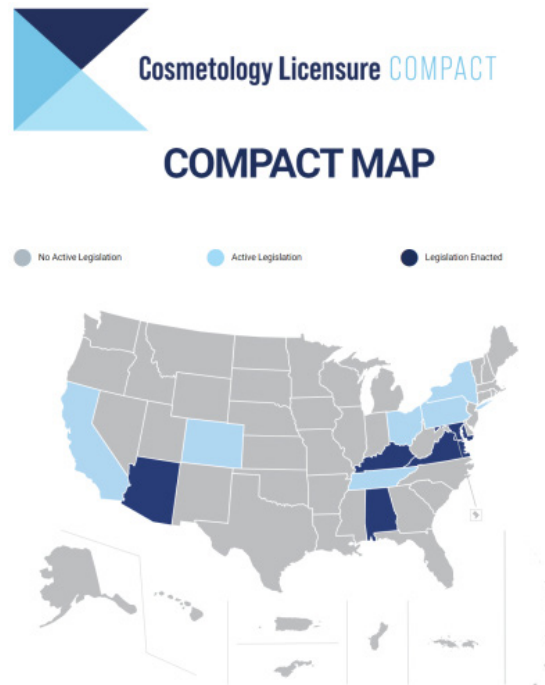 Cosmetology Licensure COMPACT
COMPACT MAP
No Active Legislation
Active Legislation
Legislation Enacted